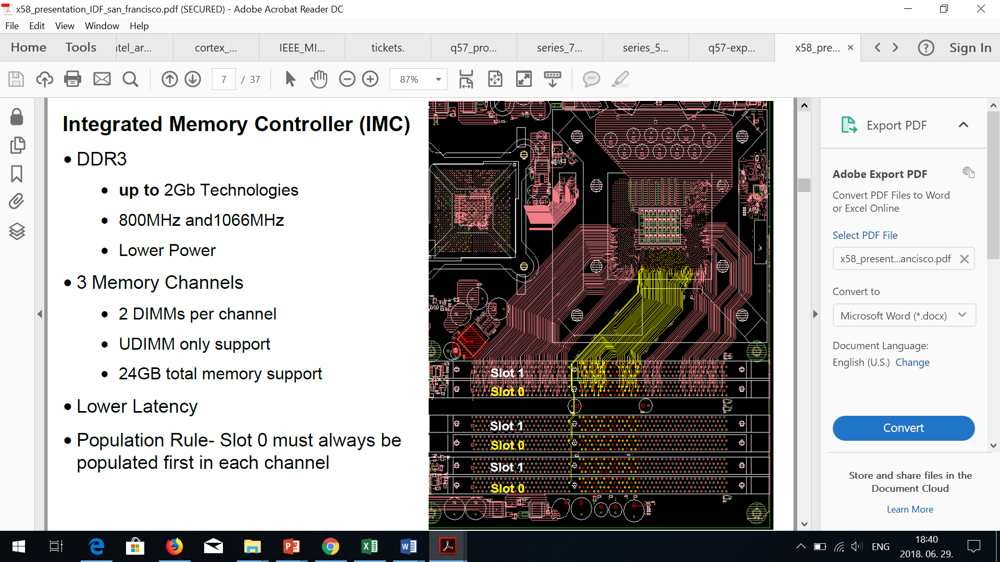 x58_presentation_IDF_san_francisco.pdf (SECURED) - Adobe Acrobat Reader DC
File Edit View Window Help
Home Tools ntel_ar... cortex_... IEEE_MI... tickets. q57_pro... series_7... series_5... q57-exp... x58_pre... × ? Sign In
7 / 37 87%
Integrated Memory Controller (IMC)
• DDR3
• up to 2Gb Technologies
• 800MHz and1066MHz
• Lower Power
• 3 Memory Channels
• 2 DIMMs per channel
• UDIMM only support
• 24GB total memory support
• Lower Latency
• Population Rule- Slot 0 must always be
populated first in each channel
Slot 1
Slot 0
Slot 1
Slot 0
Slot 1
Slot 0
Export PDF
Adobe Export PDF
Convert PDF Files to Word
or Excel Online
Select PDF File
x58_present...ancisco.pdf
Convert to
Microsoft Word (*.docx)
Document Language:
English (U.S.) Change
Convert
Store and share files in the
Document Cloud
Learn More
ENG
18:40
2018. 06. 29.